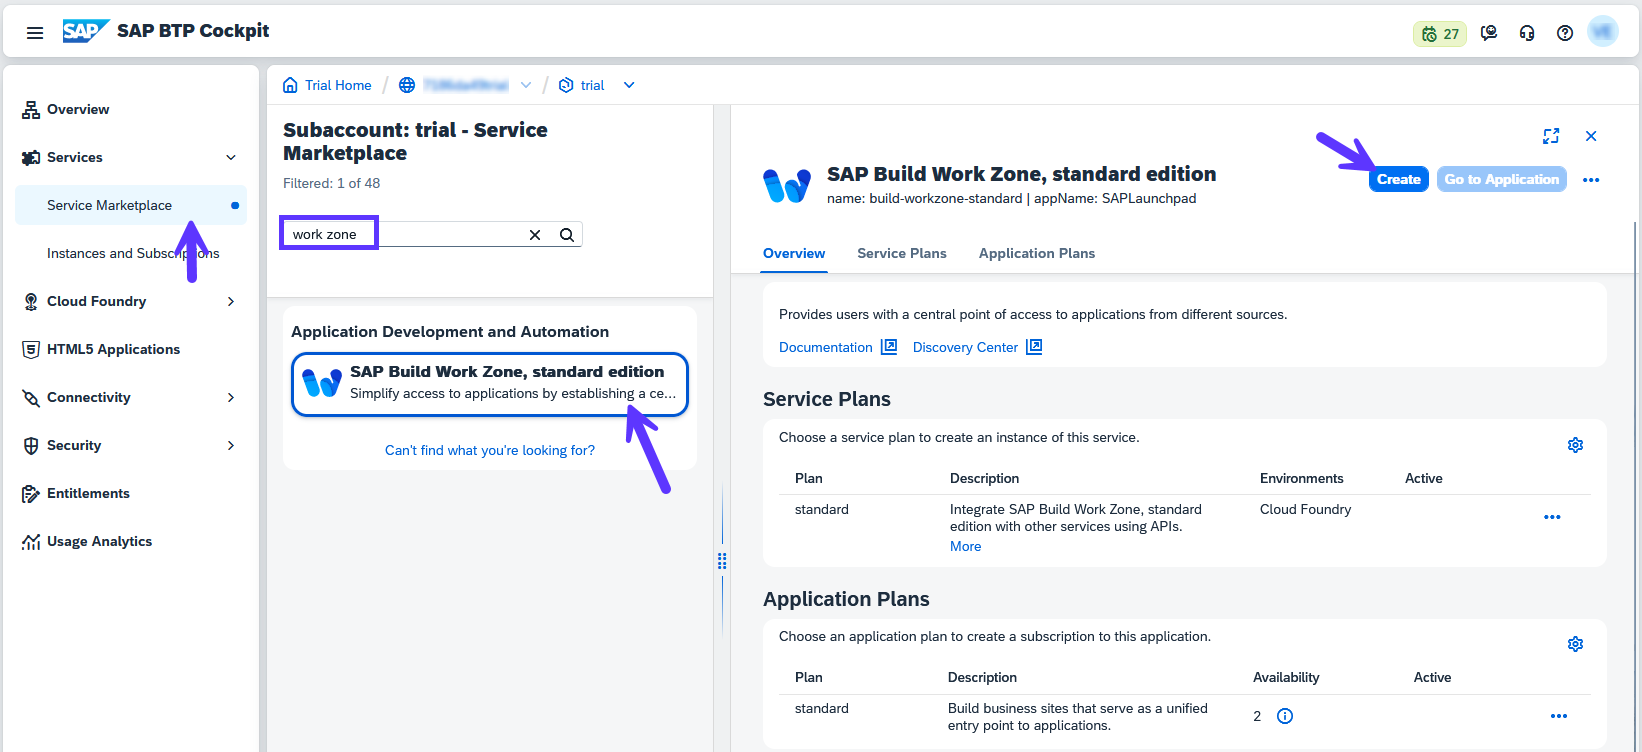 SAP SAP BTP Cockpit
27
Overview
Services
Service Marketplace
Instances and Subscriptions
Cloud Foundry
HTML5 Applications
Connectivity
Security
Entitlements
Usage Analytics
Trial Home / / trial
Subaccount: trial - Service
Marketplace
Filtered: 1 of 48
work zone
Application Development and Automation
SAP Build Work Zone, standard edition
Simplify access to applications by establishing a ce...
Can't find what you're looking for?
SAP Build Work Zone, standard edition
name: build-workzone-standard | appName: SAPLaunchpad
Create Go to Application
Overview Service Plans Application Plans
Provides users with a central point of access to applications from different sources.
Documentation Discovery Center
Service Plans
Choose a service plan to create an instance of this service.
Plan Description Environments Active
standard Integrate SAP Build Work Zone, standard Cloud Foundry
edition with other services using APIs.
More
Application Plans
Choose an application plan to create a subscription to this application.
Plan Description Availability Active
standard Build business sites that serve as a unified 2
entry point to applications.